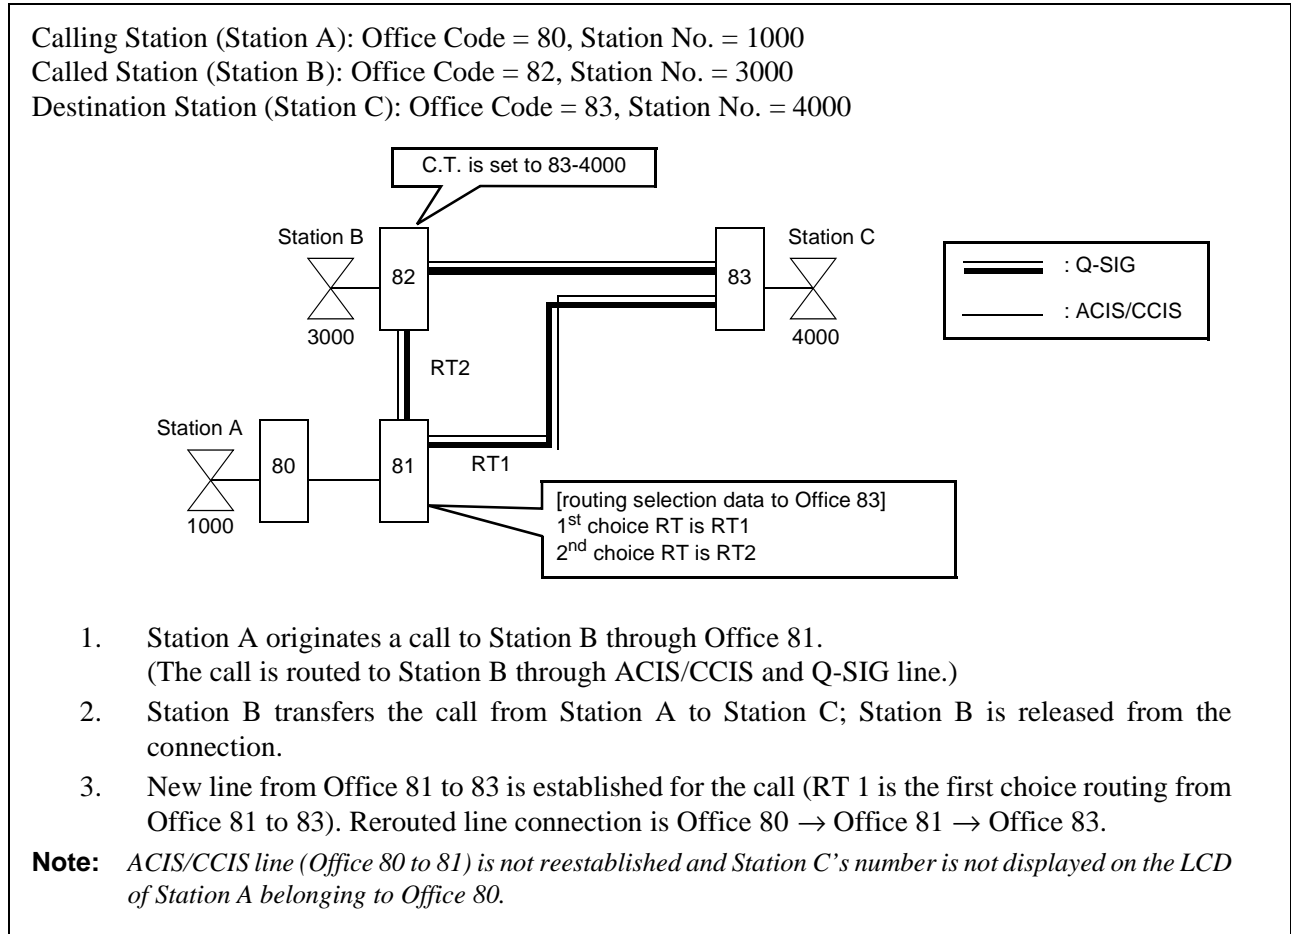 Calling Station (Station A): Office Code = 80, Station No. = 1000
Called Station (Station B): Office Code = 82, Station No. = 3000
Destination Station (Station C): Office Code = 83, Station No. = 4000
C.T. is set to 83-4000
Station B
82
83
Station C
3000
4000
: Q-SIG
: ACIS/CCIS
RT2
Station A
80
81
RT1
1000
[routing selection data to Office 83]
1st choice RT is RT1
2nd choice RT is RT2
1. Station A originates a call to Station B through Office 81.
(The call is routed to Station B through ACIS/CCIS and Q-SIG line.)
2. Station B transfers the call from Station A to Station C; Station B is released from the
connection.
3. New line from Office 81 to 83 is established for the call (RT 1 is the first choice routing from
Office 81 to 83). Rerouted line connection is Office 80 → Office 81 → Office 83.
Note: ACIS/CCIS line (Office 80 to 81) is not reestablished and Station C's number is not displayed on the LCD
of Station A belonging to Office 80.